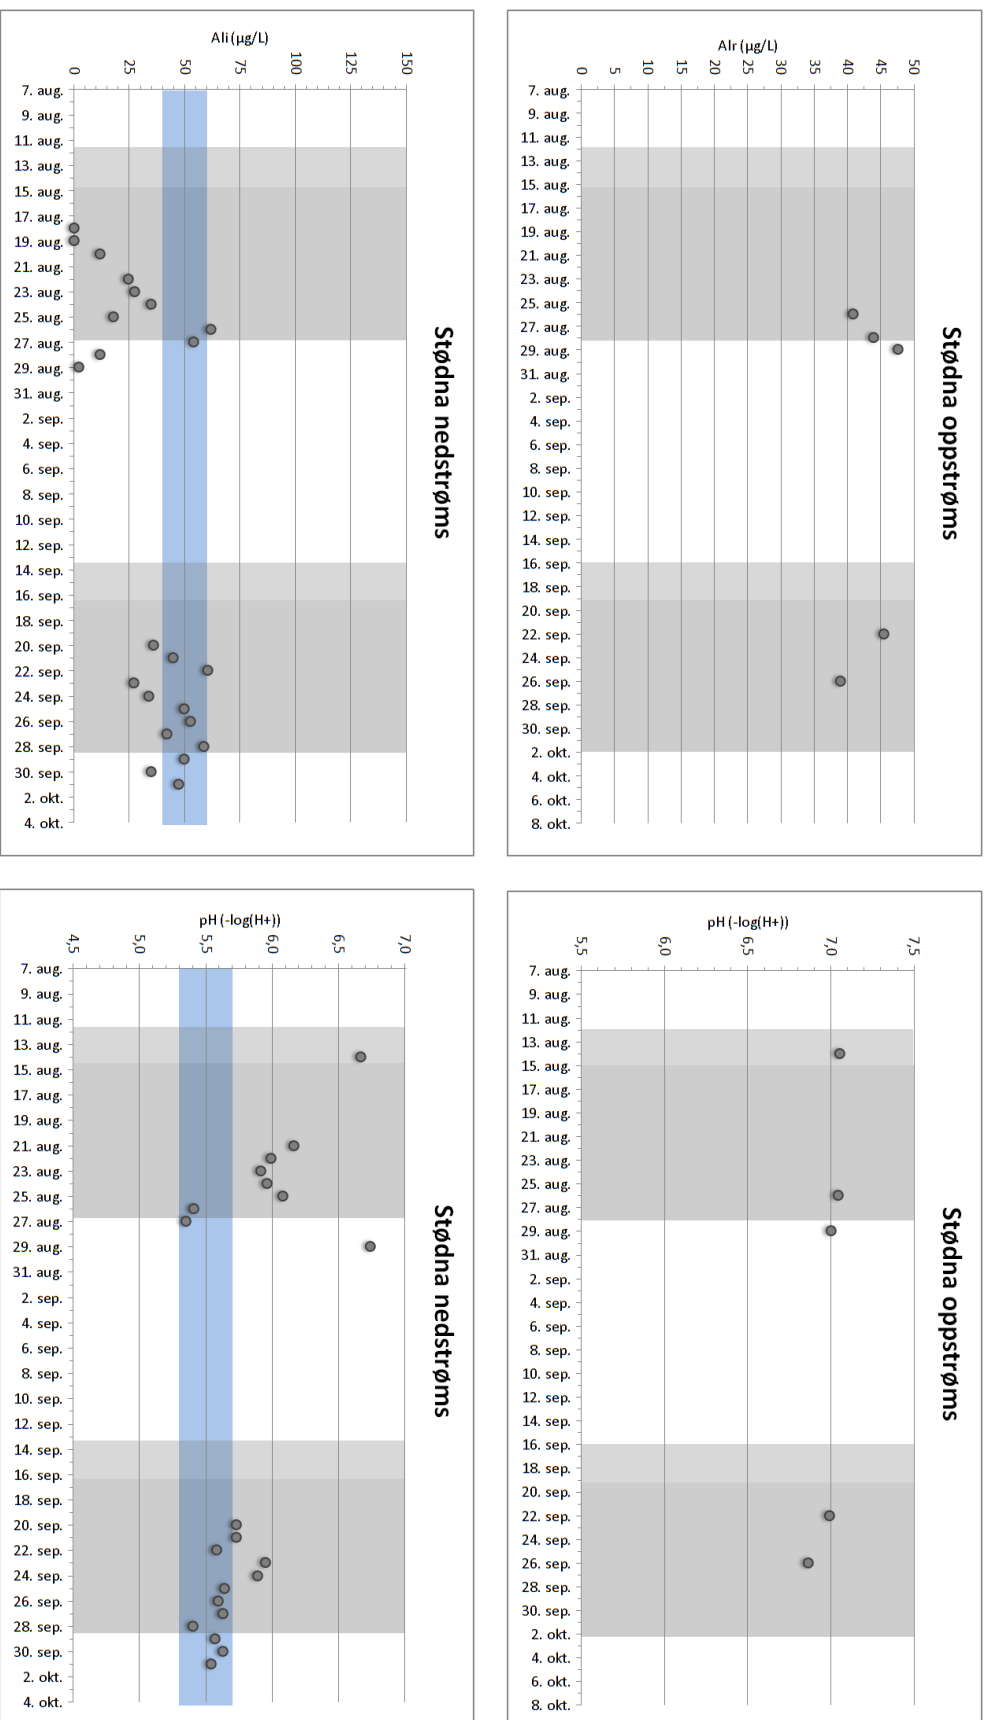 Ali (µg/L)
0
25
50
75
100
125
150
7. aug.
9. aug.
11. aug.
13. aug.
15. aug.
17. aug.
19. aug.
21. aug.
23. aug.
25. aug.
27. aug.
29. aug.
31. aug.
2. sep.
4. sep.
6. sep.
8. sep.
10. sep.
12. sep.
14. sep.
16. sep.
18. sep.
20. sep.
22. sep.
24. sep.
26. sep.
28. sep.
30. sep.
2. okt.
4. okt.
Stødna nedstrøms
Alr (µg/L)
0
5
10
15
20
25
30
35
40
45
50
7. aug.
9. aug.
11. aug.
13. aug.
15. aug.
17. aug.
19. aug.
21. aug.
23. aug.
25. aug.
27. aug.
29. aug.
31. aug.
2. sep.
4. sep.
6. sep.
8. sep.
10. sep.
12. sep.
14. sep.
16. sep.
18. sep.
20. sep.
22. sep.
24. sep.
26. sep.
28. sep.
30. sep.
2. okt.
4. okt.
6. okt.
8. okt.
Stødna oppstrøms
pH (-log(H+))
4,5
5,0
5,5
6,0
6,5
7,0
7. aug.
9. aug.
11. aug.
13. aug.
15. aug.
17. aug.
19. aug.
21. aug.
23. aug.
25. aug.
27. aug.
29. aug.
31. aug.
2. sep.
4. sep.
6. sep.
8. sep.
10. sep.
12. sep.
14. sep.
16. sep.
18. sep.
20. sep.
22. sep.
24. sep.
26. sep.
28. sep.
30. sep.
2. okt.
4. okt.
Stødna nedstrøms
pH (-log(H+))
5,5
6,0
6,5
7,0
7,5
7. aug.
9. aug.
11. aug.
13. aug.
15. aug.
17. aug.
19. aug.
21. aug.
23. aug.
25. aug.
27. aug.
29. aug.
31. aug.
2. sep.
4. sep.
6. sep.
8. sep.
10. sep.
12. sep.
14. sep.
16. sep.
18. sep.
20. sep.
22. sep.
24. sep.
26. sep.
28. sep.
30. sep.
2. okt.
4. okt.
6. okt.
8. okt.
Stødna oppstrøms